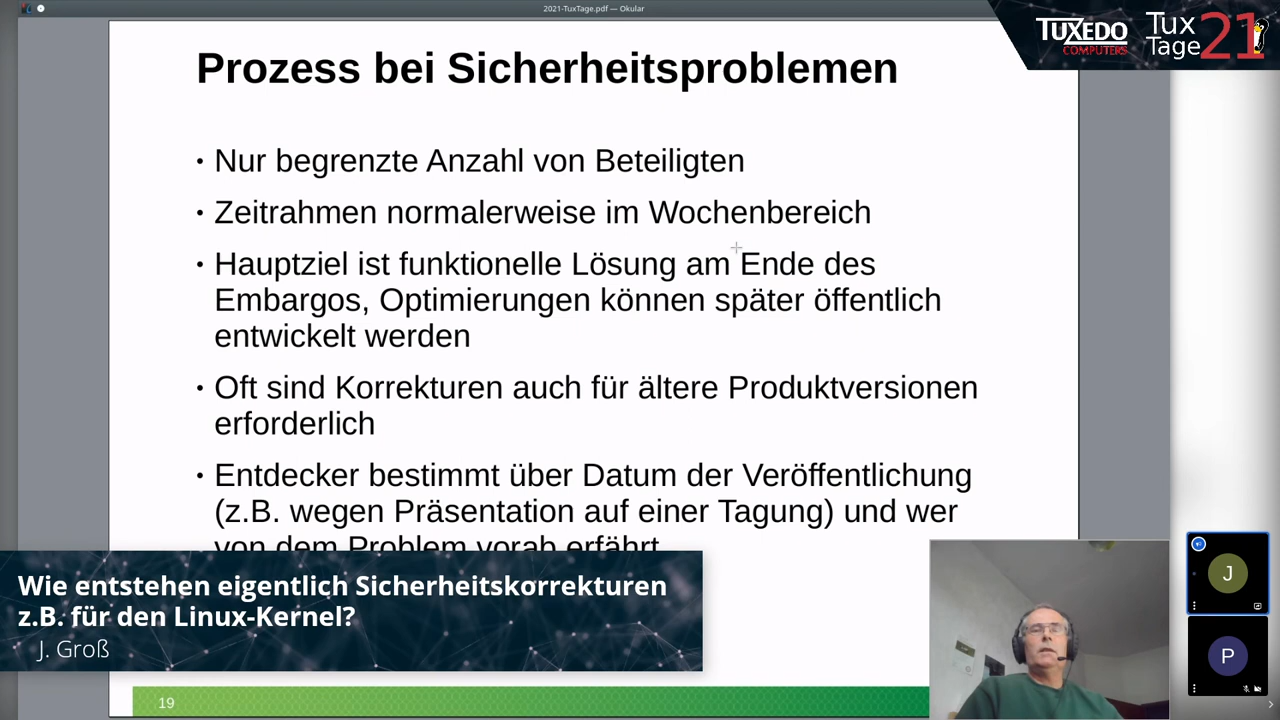 2021-TuxTage.pdf — Okular
TUXEDO
COMPUTERS
Tux
Tage
21
Prozess bei Sicherheitsproblemen
• Nur begrenzte Anzahl von Beteiligten
• Zeitrahmen normalerweise im Wochenbereich
• Hauptziel ist funktionelle Lösung am Ende des
Embargos, Optimierungen können später öffentlich
entwickelt werden
• Oft sind Korrekturen auch für ältere Produktversionen
erforderlich
• Entdecker bestimmt über Datum der Veröffentlichung
(z.B. wegen Präsentation auf einer Tagung) und wer
von dem Problem vorab erfährt
Wie entstehen eigentlich Sicherheitskorrekturen
z.B. für den Linux-Kernel?
J. Groß
J
P
19